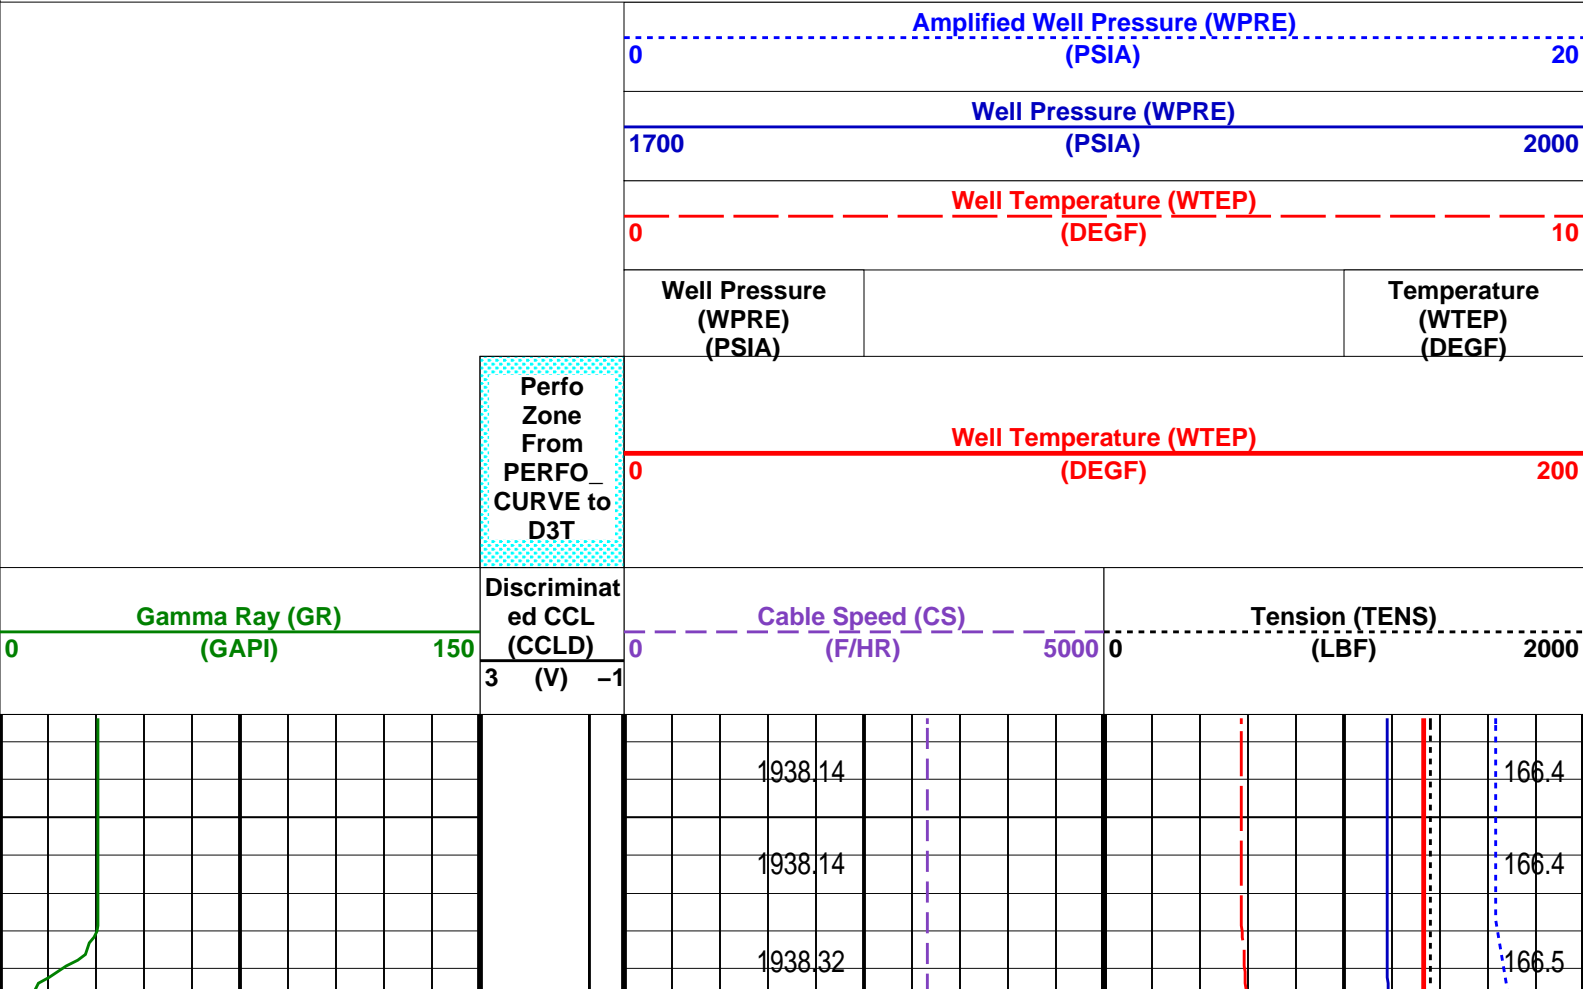 Amplified Well Pressure (WPRE)
0 (PSIA) 20
Well Pressure (WPRE)
1700 (PSIA) 2000
Well Temperature (WTEP)
0 (DEGF) 10
Well Pressure
(WPRE)
(PSIA)
Temperature
(WTEP)
(DEGF)
Perfo
Zone
From
PERFO_
CURVE to
D3T
Well Temperature (WTEP)
0 (DEGF) 200
Gamma Ray (GR)
0 (GAPI) 150
Discriminat
ed CCL
(CCLD)
3 (V) −1
Cable Speed (CS)
0 (F/HR) 5000
Tension (TENS)
0 (LBF) 2000
1938.14 166.4
1938.14 166.4
1938.32 166.5